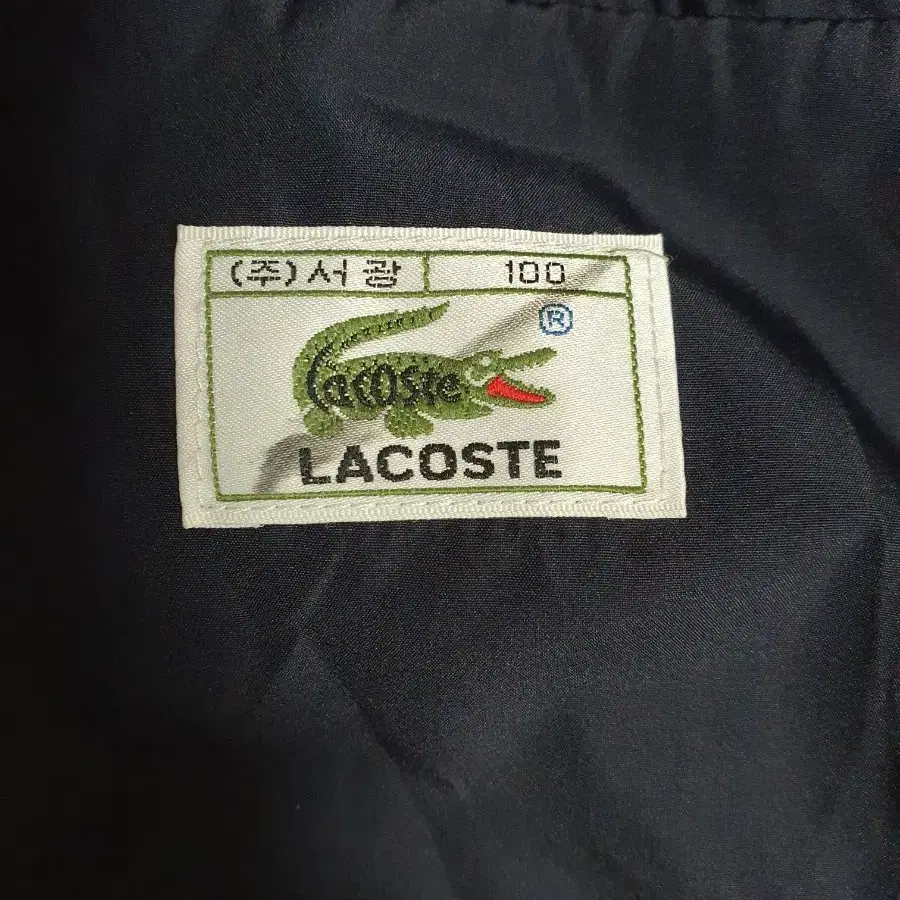 (주)서광 100
®
Lacoste
LACOSTE